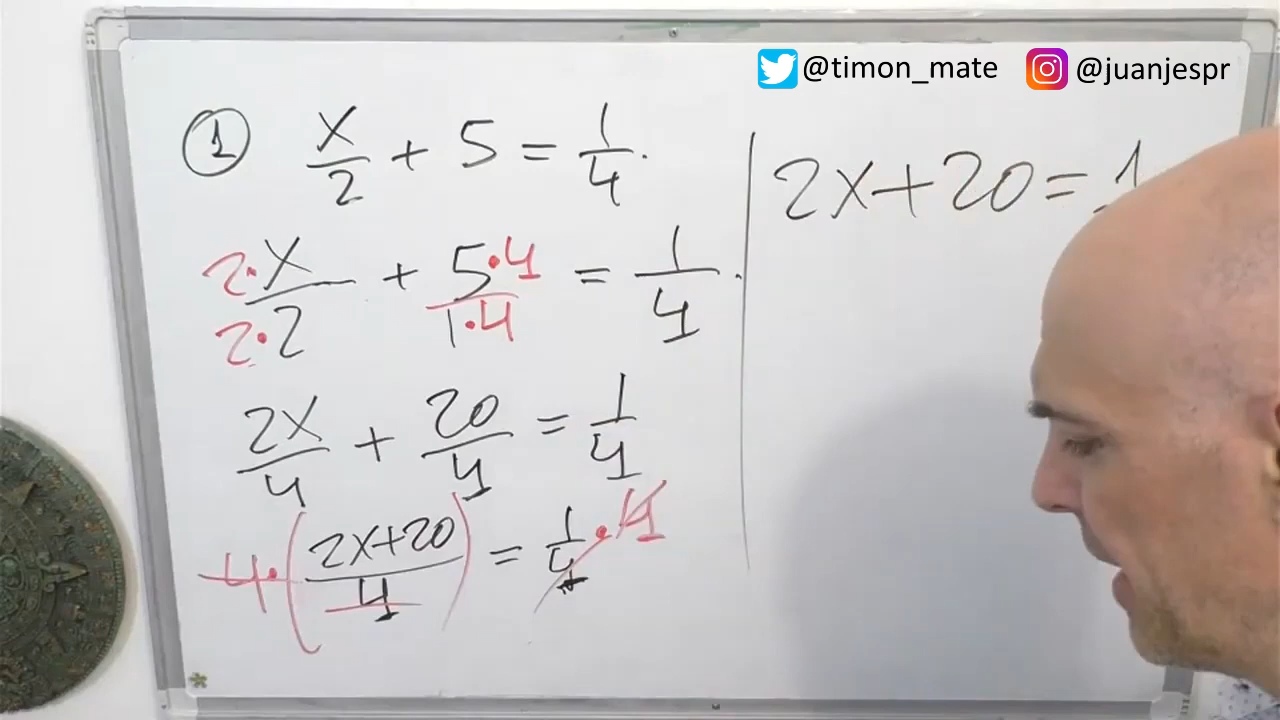 @timon_mate @juanjespr
① x/2 + 5 = 1/4.
2·x/2·2 + 5·4/1·4 = 1/4.
2x/4 + 20/4 = 1/4
4·(2x+20/4) = 1/4·4
2x+20=1